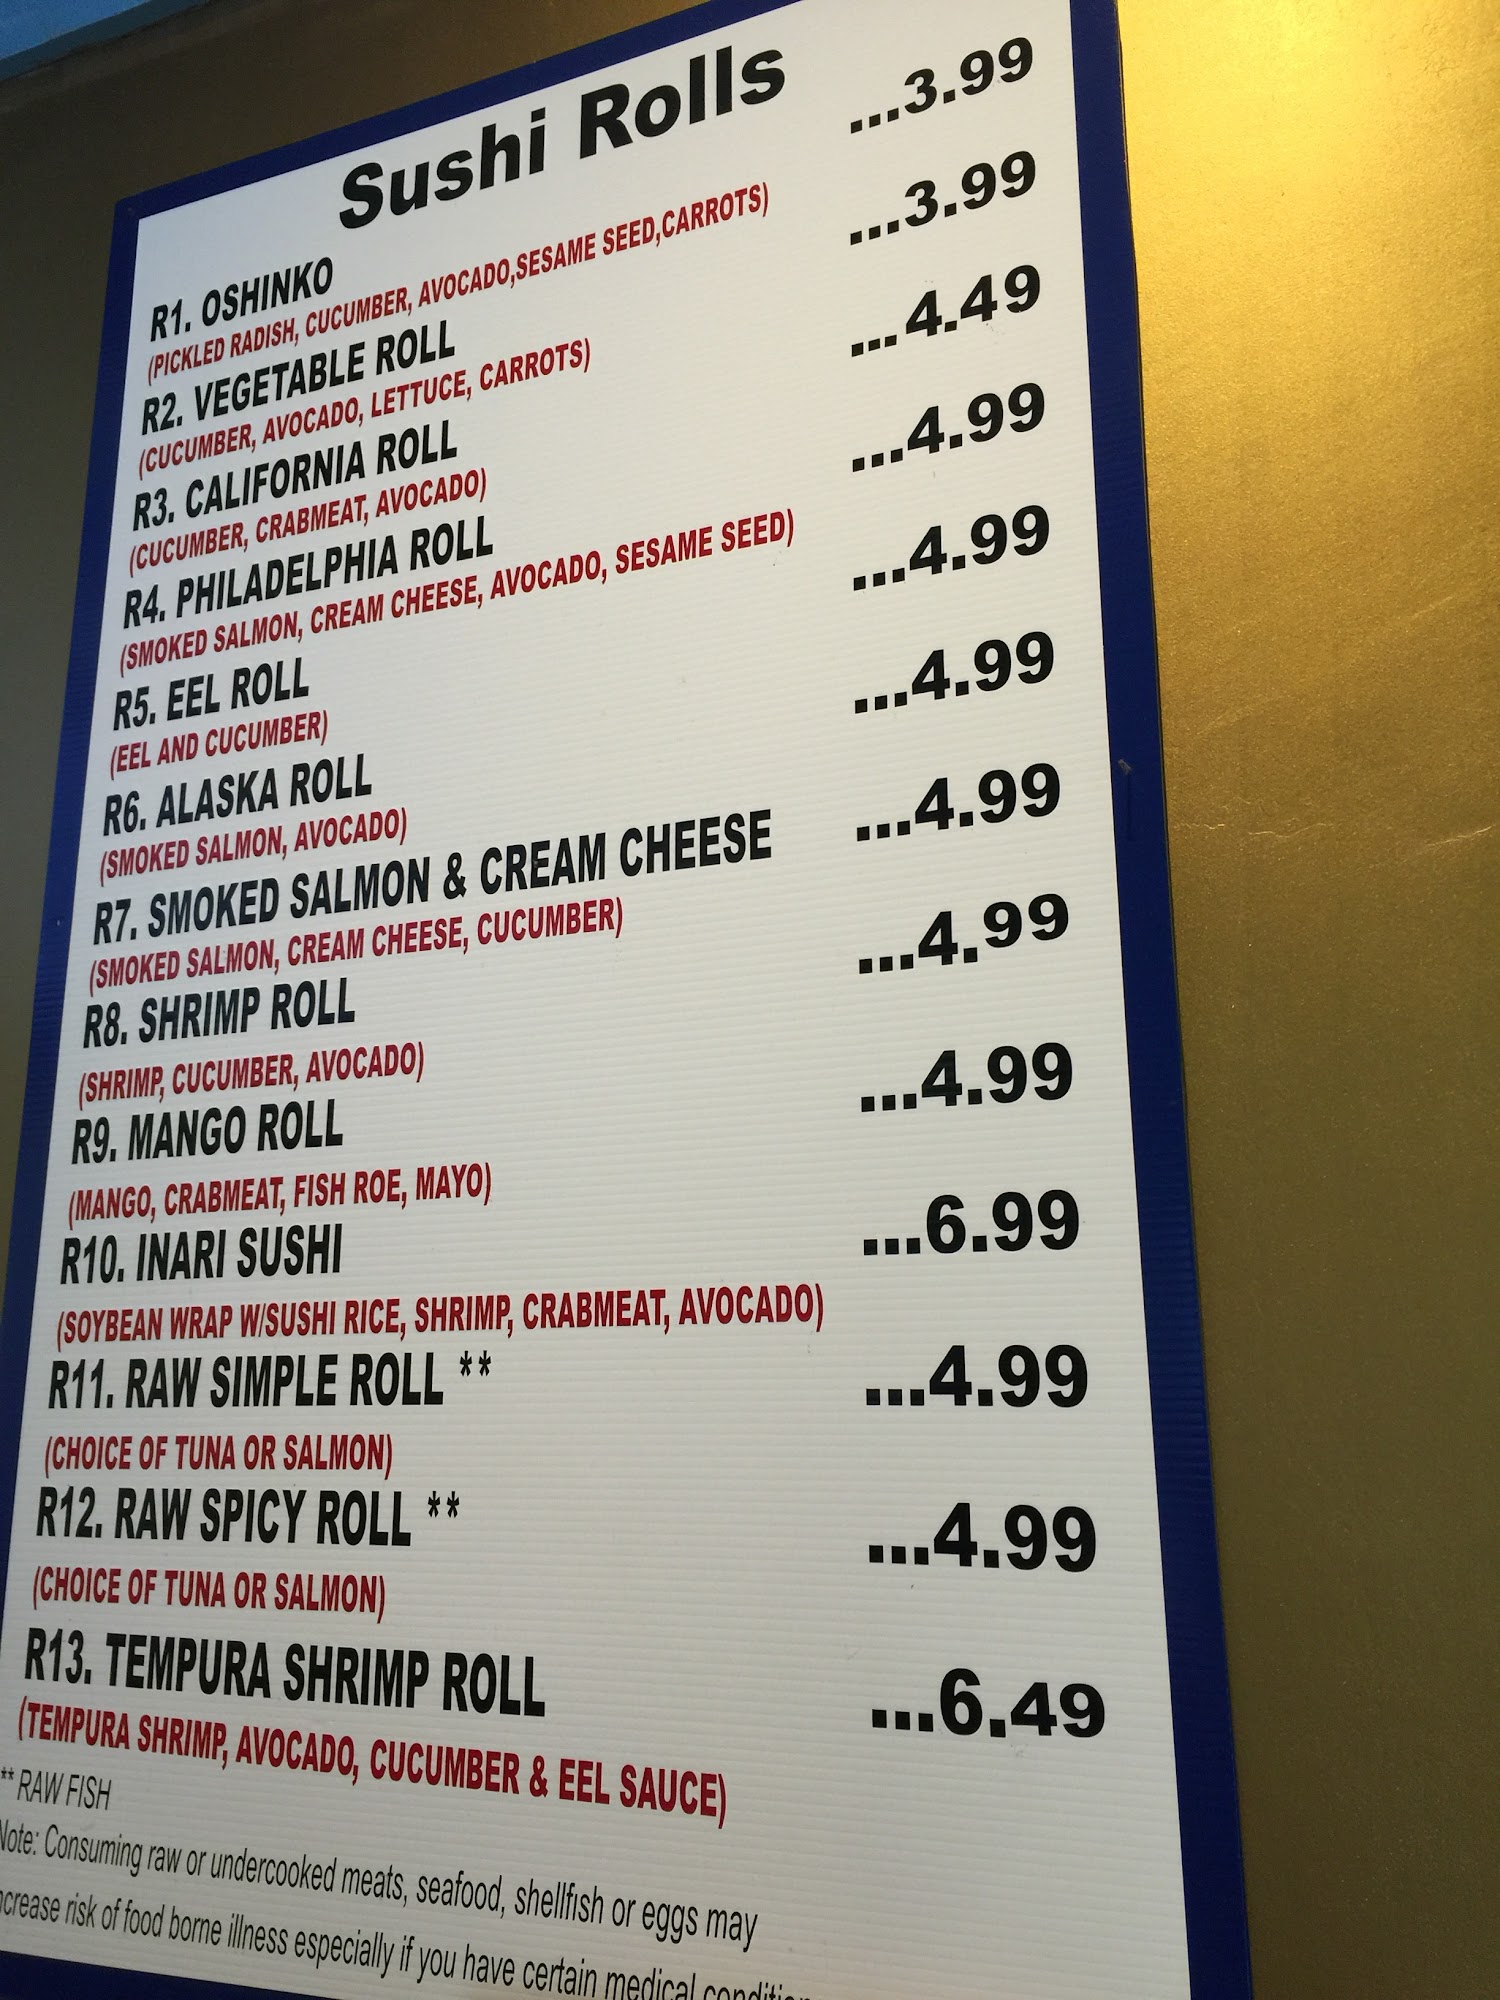 Sushi Rolls
R1. OSHINKO ...3.99
(PICKLED RADISH, CUCUMBER, AVOCADO,SESAME SEED,CARROTS)
R2. VEGETABLE ROLL ...3.99
(CUCUMBER, AVOCADO, LETTUCE, CARROTS)
R3. CALIFORNIA ROLL ...4.49
(CUCUMBER, CRABMEAT, AVOCADO)
R4. PHILADELPHIA ROLL ...4.99
(SMOKED SALMON, CREAM CHEESE, AVOCADO, SESAME SEED)
R5. EEL ROLL ...4.99
(EEL AND CUCUMBER)
R6. ALASKA ROLL ...4.99
(SMOKED SALMON, AVOCADO)
R7. SMOKED SALMON & CREAM CHEESE ...4.99
(SMOKED SALMON, CREAM CHEESE, CUCUMBER)
R8. SHRIMP ROLL ...4.99
(SHRIMP, CUCUMBER, AVOCADO)
R9. MANGO ROLL ...4.99
(MANGO, CRABMEAT, FISH ROE, MAYO)
R10. INARI SUSHI ...6.99
(SOYBEAN WRAP W/SUSHI RICE, SHRIMP, CRABMEAT, AVOCADO)
R11. RAW SIMPLE ROLL ** ...4.99
(CHOICE OF TUNA OR SALMON)
R12. RAW SPICY ROLL ** ...4.99
(CHOICE OF TUNA OR SALMON)
R13. TEMPURA SHRIMP ROLL ...6.49
(TEMPURA SHRIMP, AVOCADO, CUCUMBER & EEL SAUCE)
** RAW FISH
Note: Consuming raw or undercooked meats, seafood, shellfish or eggs may
risk of food borne illness especially if you have certain medical